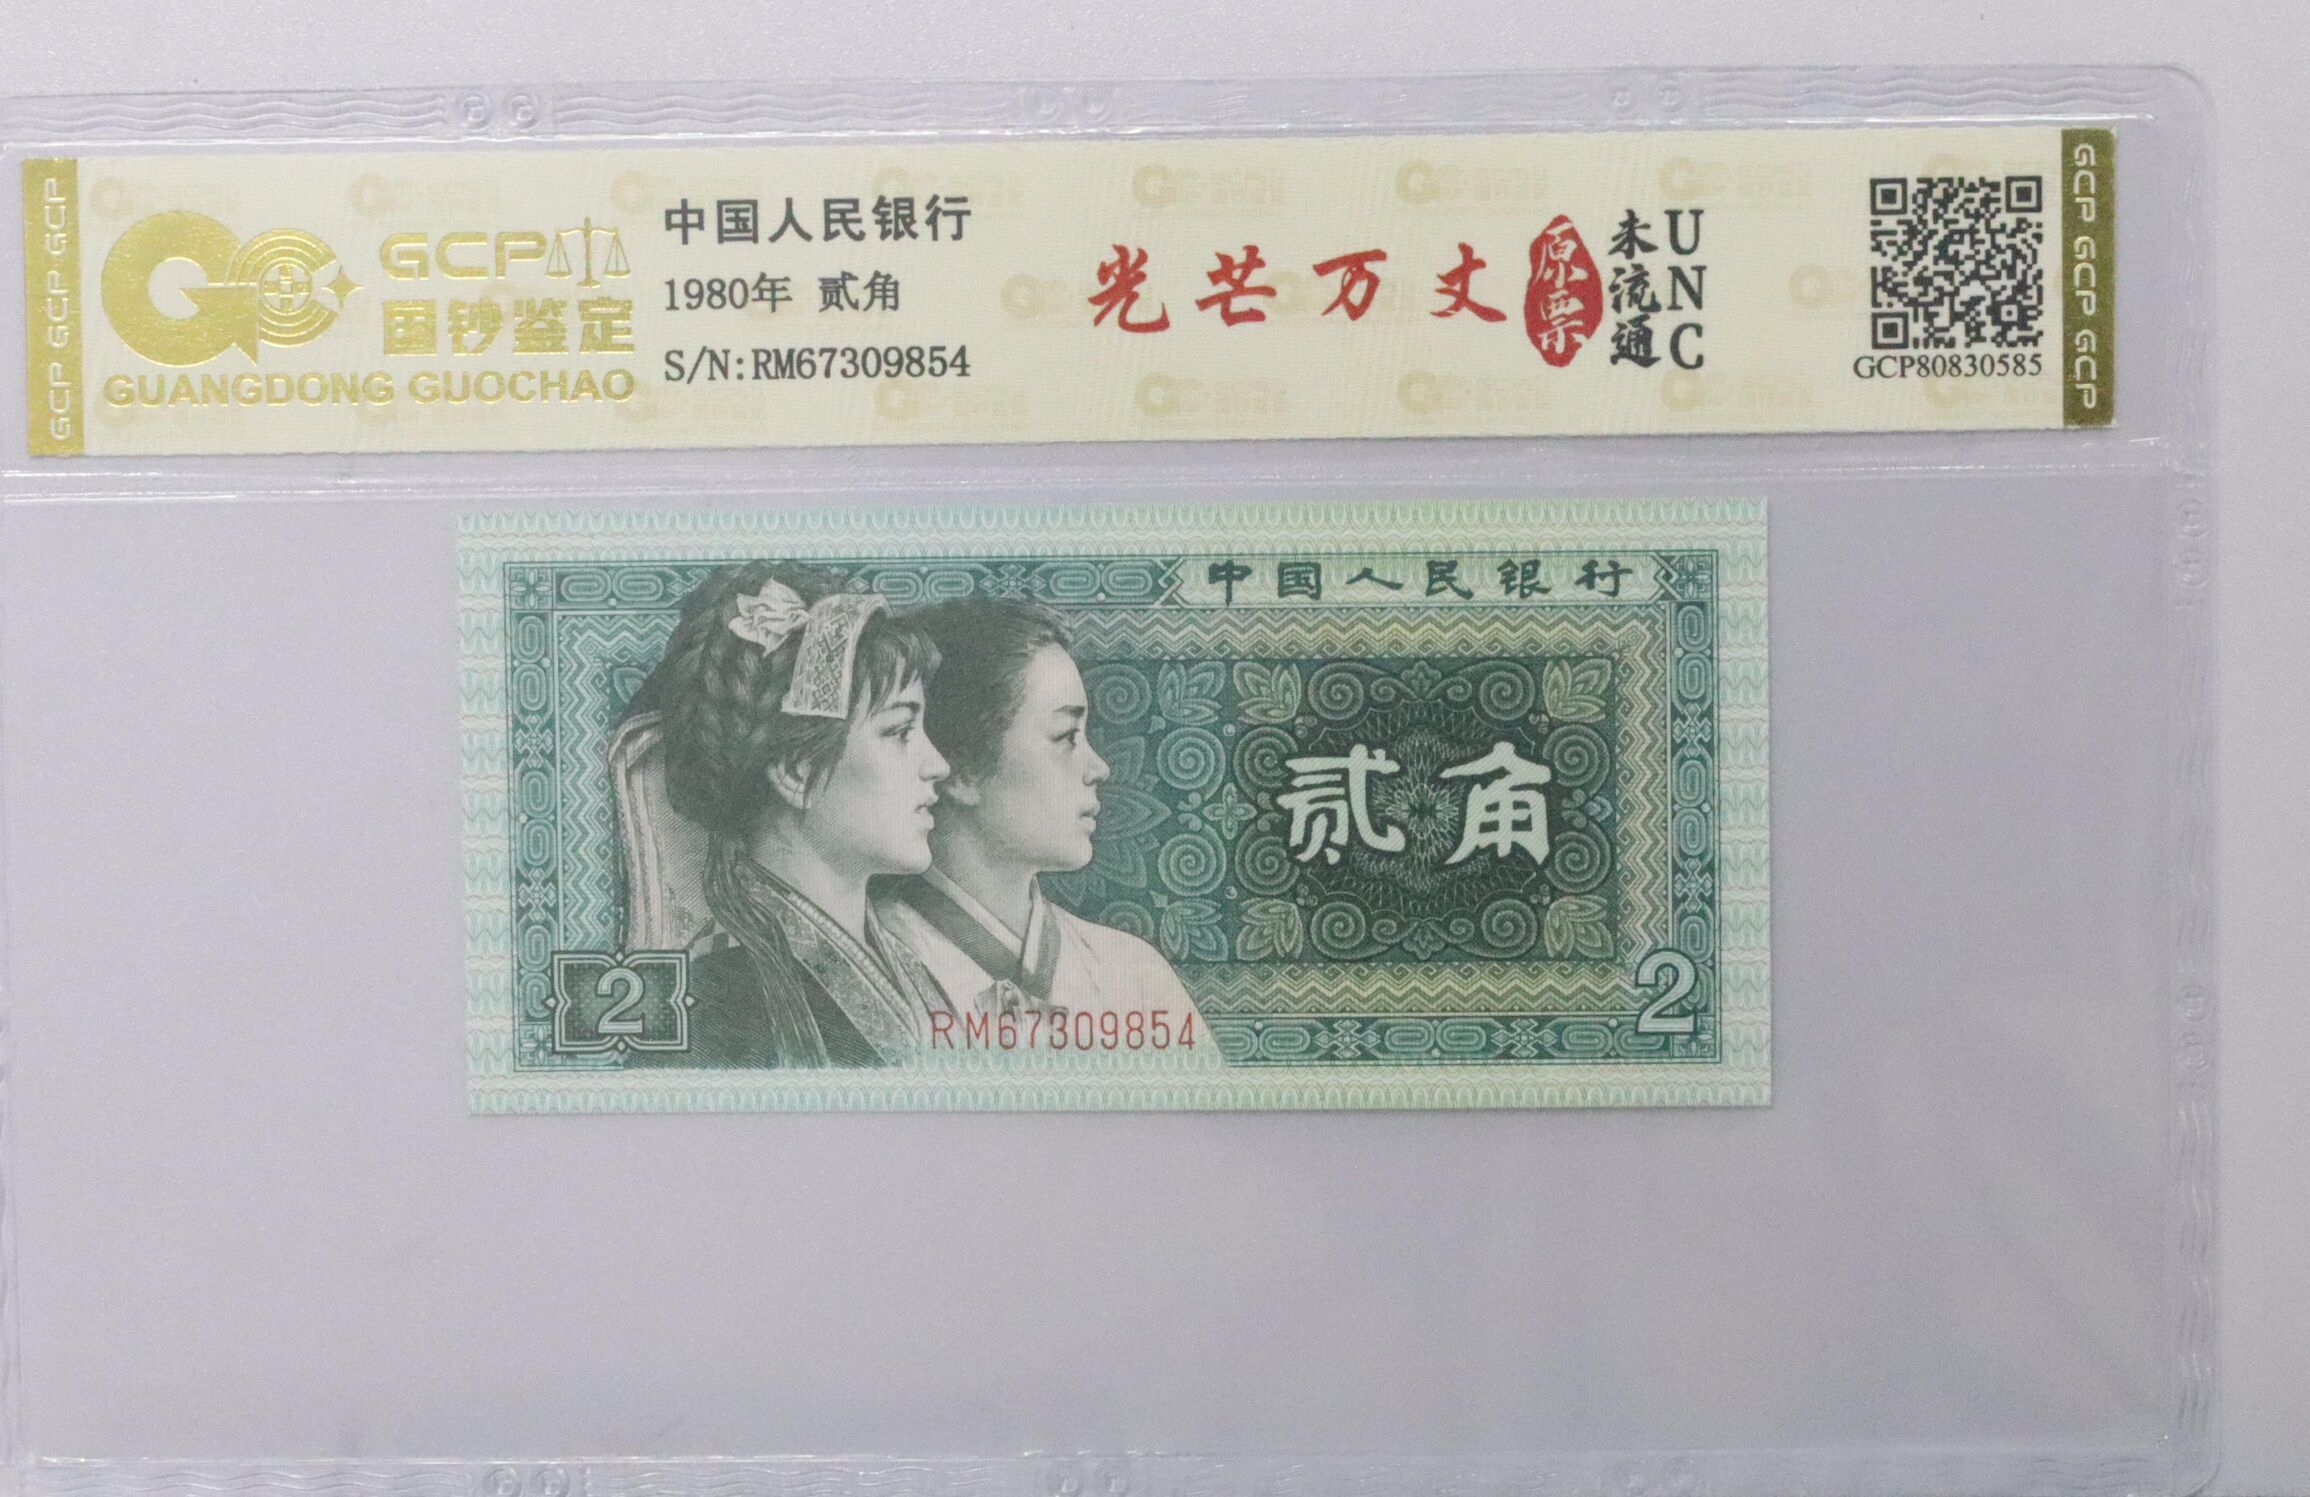 GCP GCP GCP
GCP
国钞鉴定
GUANGDONG GUOCHAO
中国人民银行
1980年 贰角
S/N:RM67309854
光芒万丈
原票
未流通
UNC
GCP80830585
GCP GCP GCP
中国人民银行
贰角
2
RM67309854
2